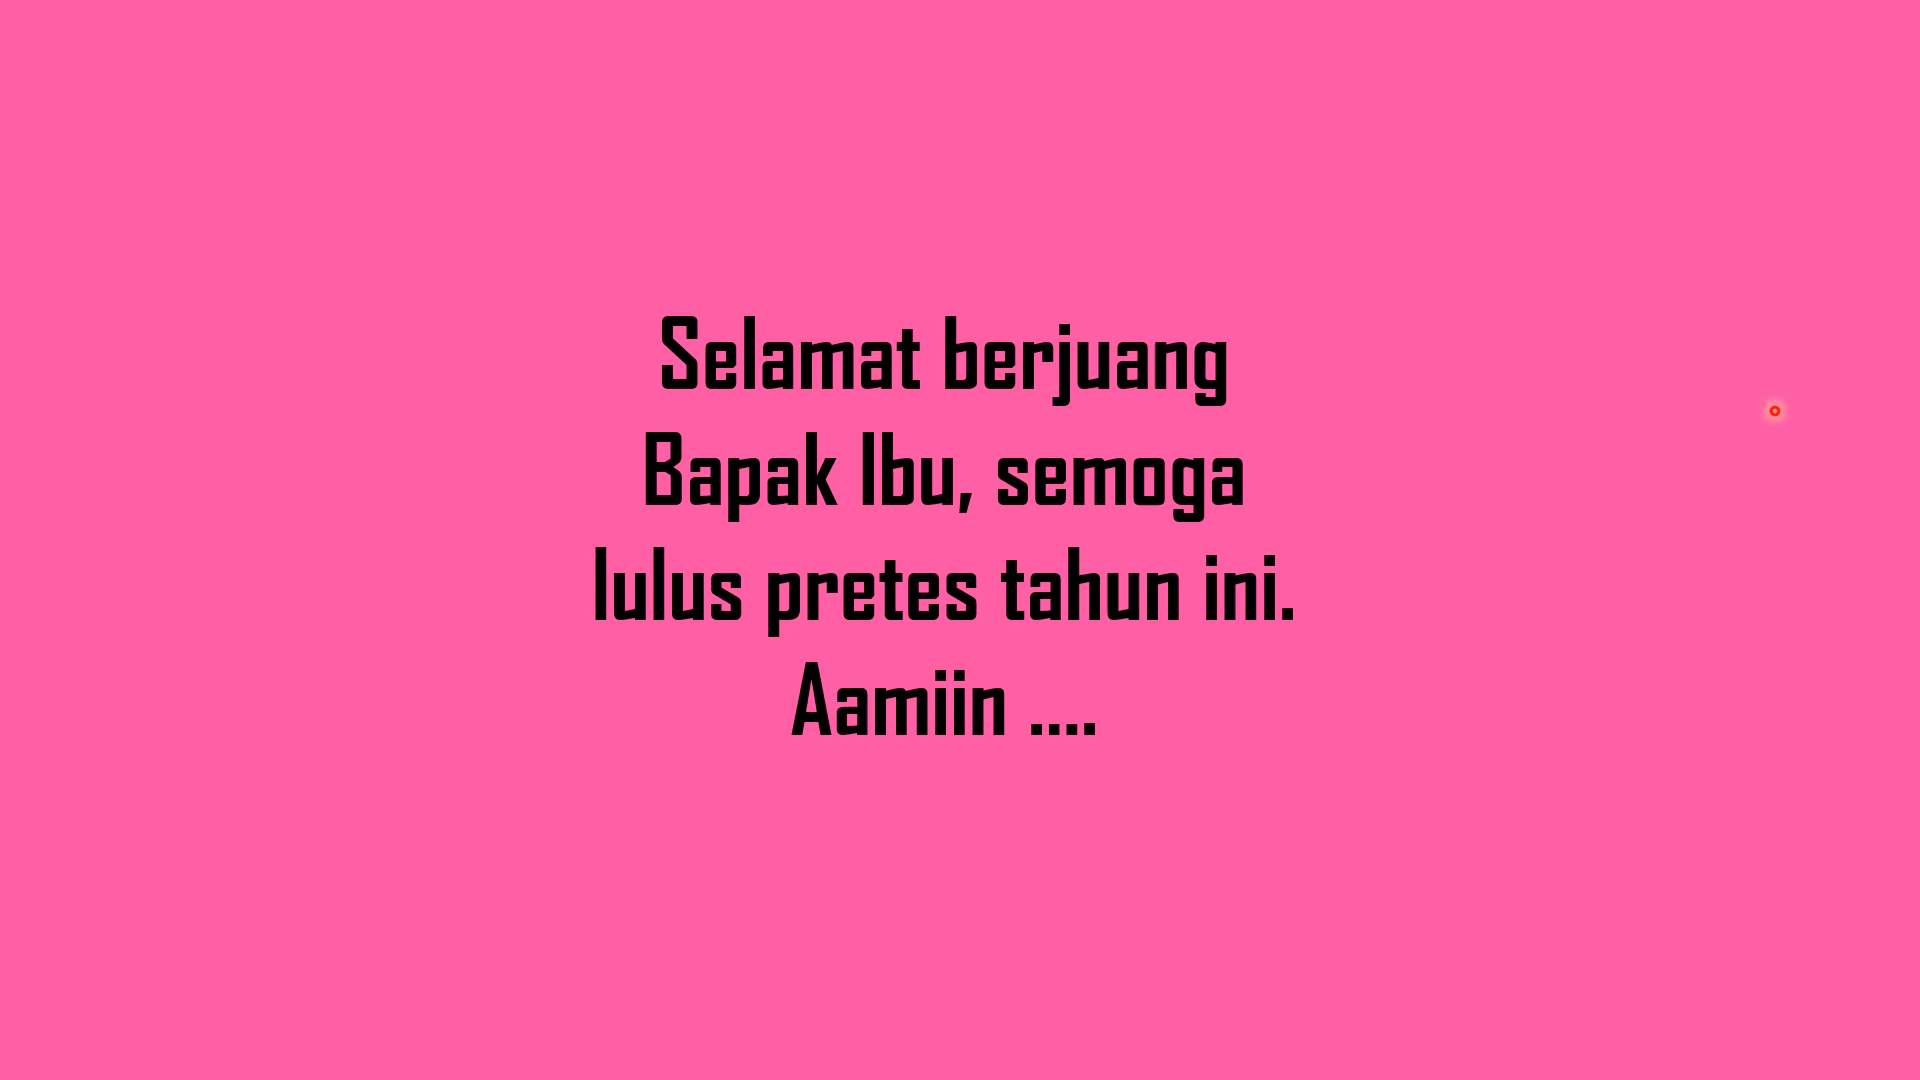 Selamat berjuang
Bapak Ibu, semoga
lulus pretes tahun ini.
Aamiin ....